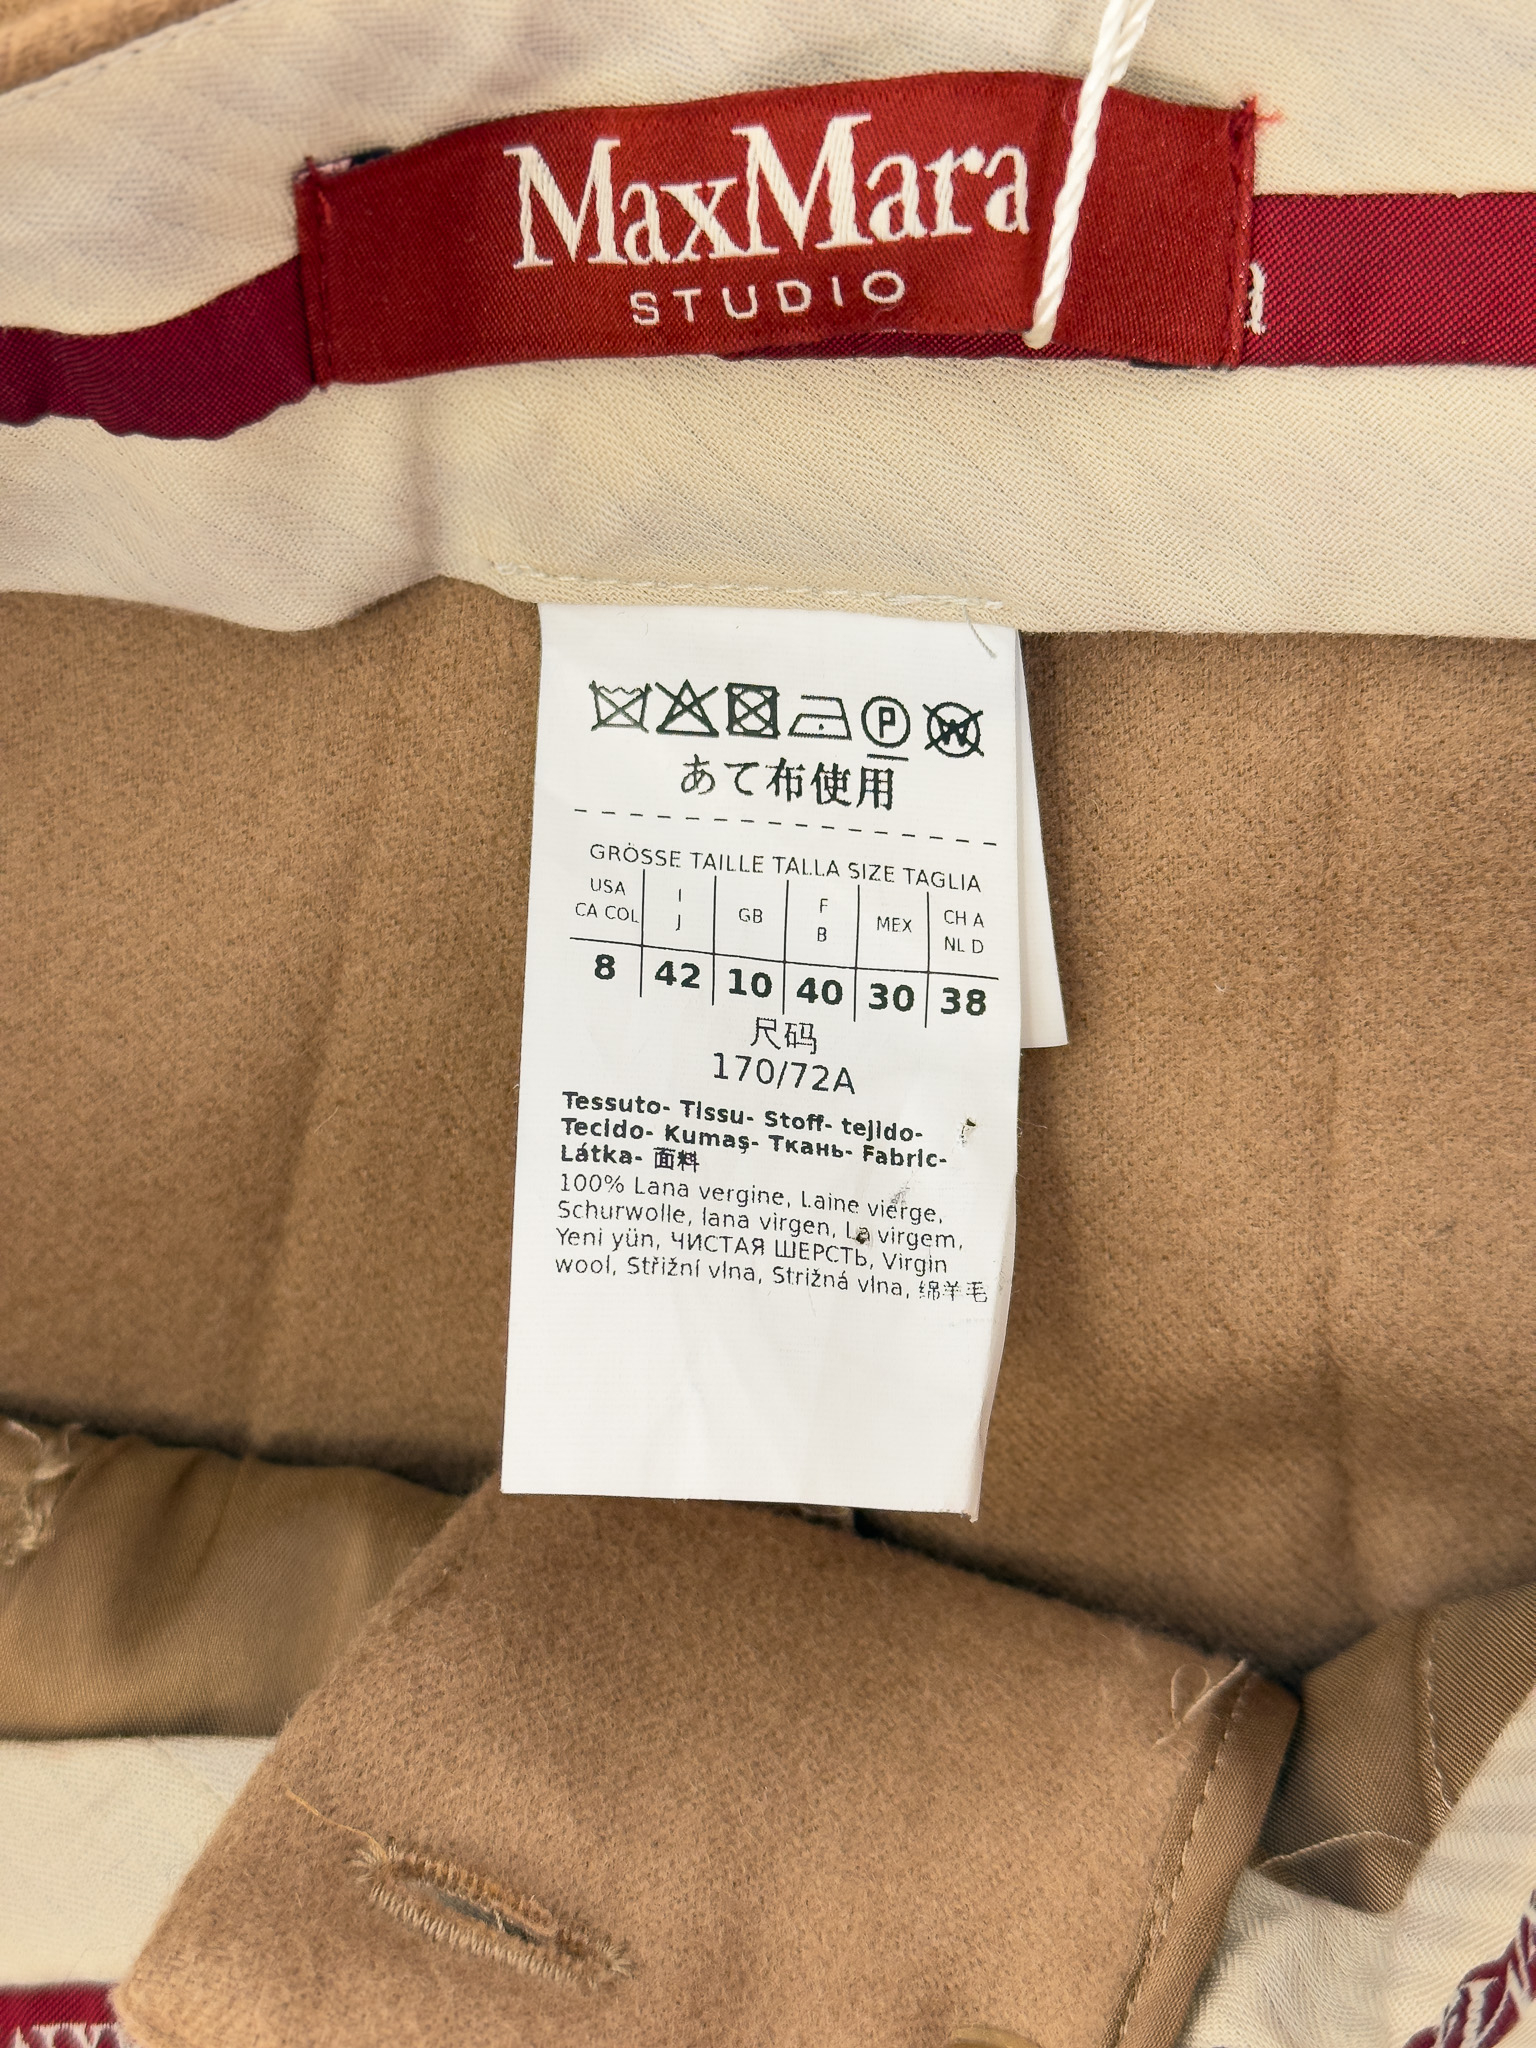 MaxMara
STUDIO
a
P W
あて布使用
GRÖSSE TAILLE TALLA SIZE TAGLIA
USA I GB F MEX CH A
CA COL J B NL D
8 42 10 40 30 38
尺码
170/72A
Tessuto- Tissu- Stoff- tejido-
Tecido- Kumaş- Ткань- Fabric-
Látka- 面料
100% Lana vergine, Laine vierge,
Schurwolle, lana virgen, La virgem,
Yeni yün, ЧИСТАЯ ШЕРСТЬ, Virgin
wool, Střižní vlna, Strižná vlna, 绵羊毛